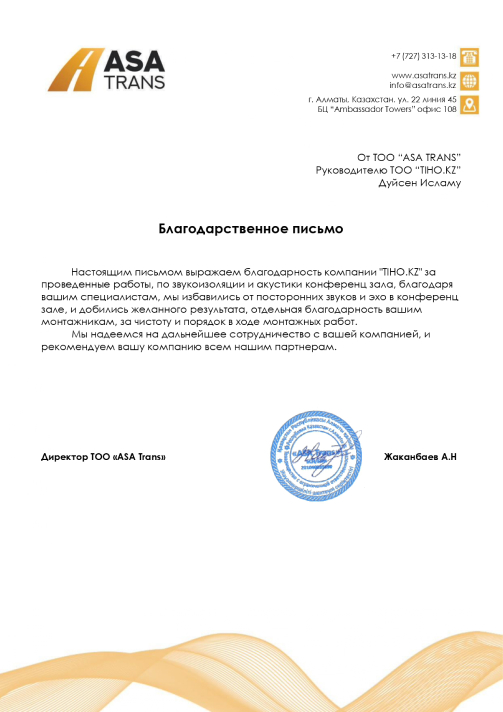 ASA
TRANS
+7 (727) 313-13-18
www.asatrans.kz
info@asatrans.kz
г. Алматы, Казахстан, ул. 22 линия 45
БЦ “Ambassador Towers” офис 108
От ТОО “ASA TRANS”
Руководителю ТОО “TIHO.KZ”
Дуйсен Исламу
Благодарственное письмо
Настоящим письмом выражаем благодарность компании "TIHO.KZ" за
проведенные работы, по звукоизоляции и акустики конференц зала, благодаря
вашим специалистам, мы избавились от посторонних звуков и эхо в конференц
зале, и добились желанного результата, отдельная благодарность вашим
монтажникам, за чистоту и порядок в ходе монтажных работ.
Мы надеемся на дальнейшее сотрудничество с вашей компанией, и
рекомендуем вашу компанию всем нашим партнерам.
Директор ТОО «ASA Trans»
«ASA Trans»
Жаканбаев А.Н